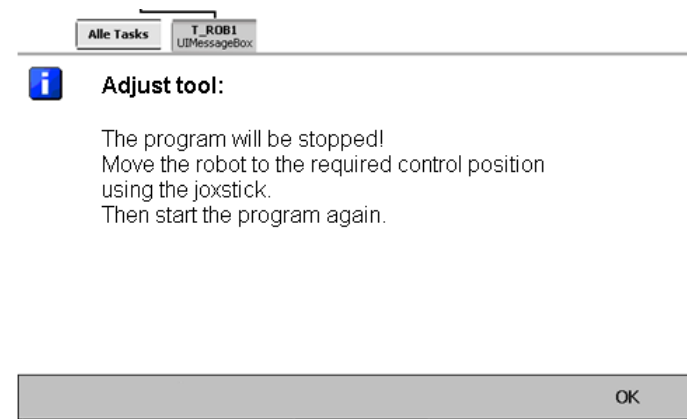 Alle Tasks
T_ROB1
UIMessageBox
Adjust tool:
The program will be stopped!
Move the robot to the required control position
using the joxstick.
Then start the program again.
OK